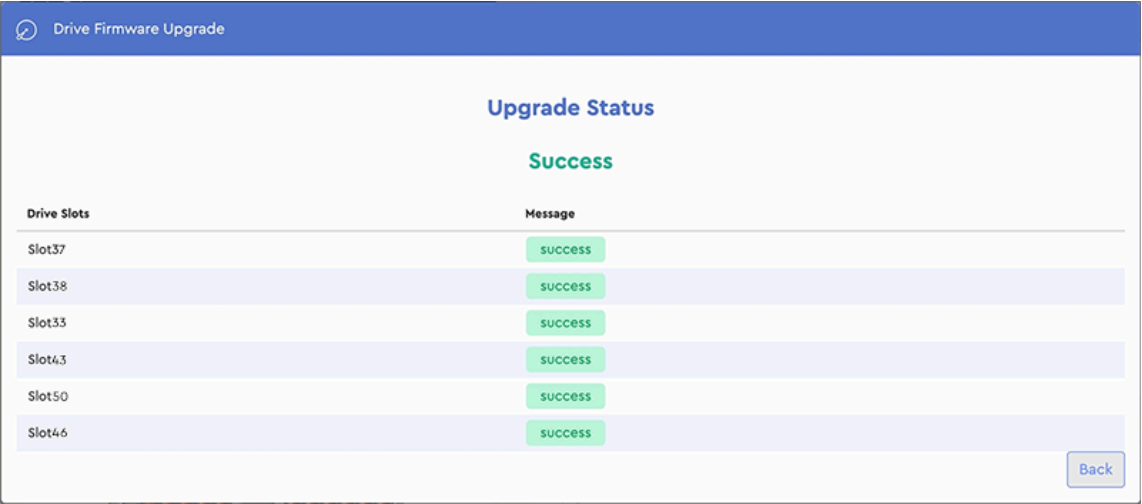 Drive Firmware Upgrade
Upgrade Status
Success
Drive Slots Message
Slot37 success
Slot38 success
Slot33 success
Slot43 success
Slot50 success
Slot46 success
Back